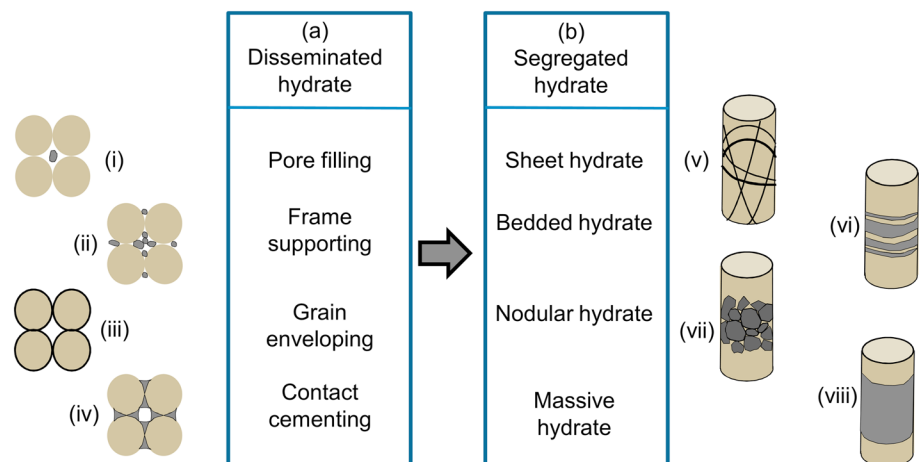 (a)
Disseminated
hydrate
(b)
Segregated
hydrate
(i)
Pore filling
Sheet hydrate
(v)
(ii)
Frame
supporting
Bedded hydrate
(vi)
(iii)
Grain
enveloping
Nodular hydrate
(vii)
(iv)
Contact
cementing
Massive
hydrate
(viii)